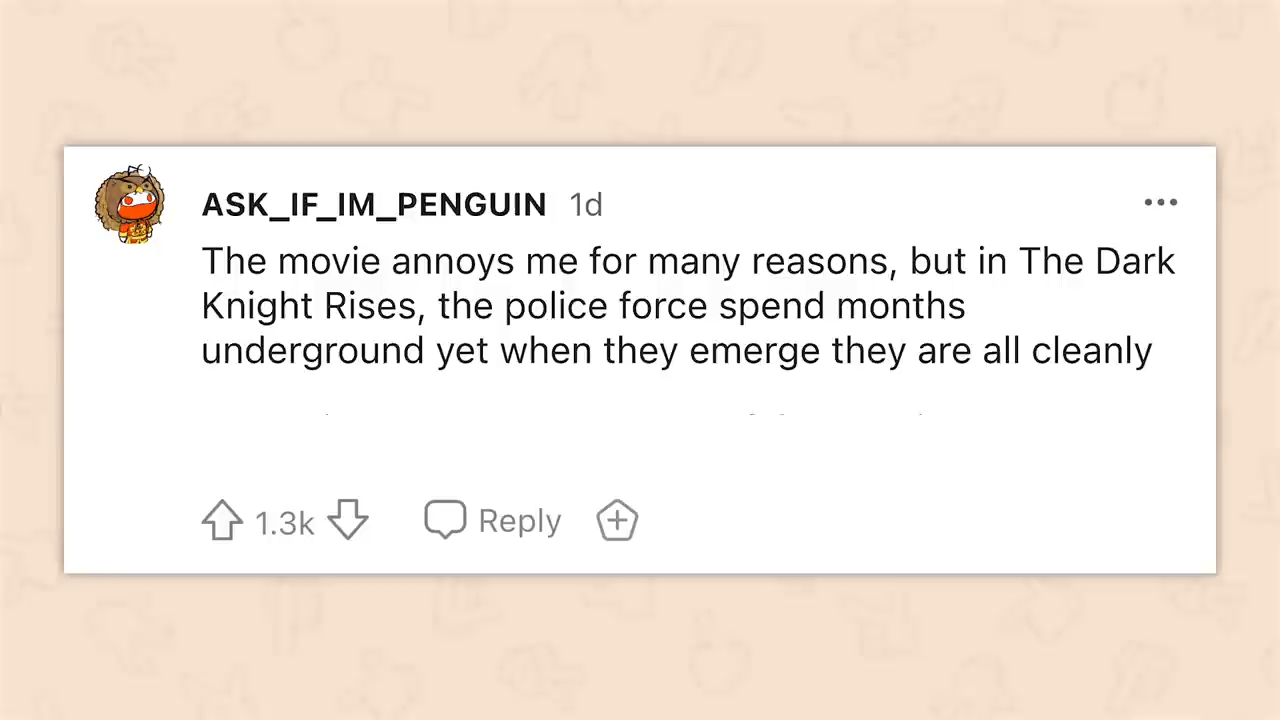 ASK_IF_IM_PENGUIN 1d
The movie annoys me for many reasons, but in The Dark
Knight Rises, the police force spend months
underground yet when they emerge they are all cleanly
1.3k Reply